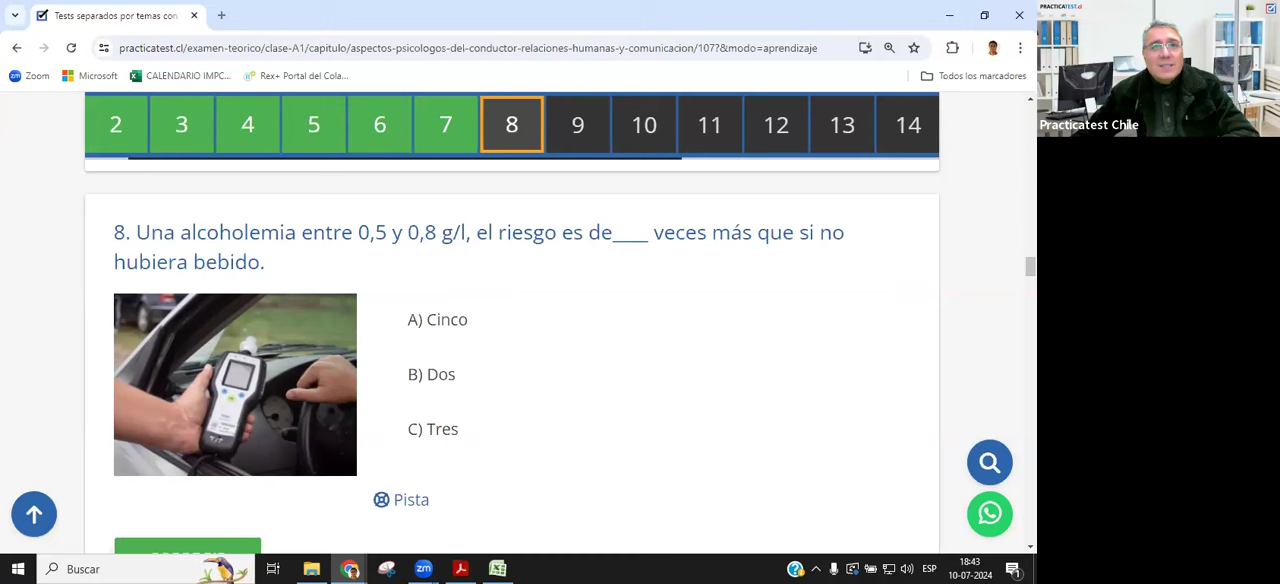 Tests separados por temas con
practicatest.cl/examen-teorico/clase-A1/capitulo/aspectos-psicologos-del-conductor-relaciones-humanas-y-comunicacion/107?&modo=aprendizaje
Zoom Microsoft CALENDARIO IMPC... Rex+ Portal del Cola... Todos los marcadores
PRACTICATEST.cl
Practicatest Chile
2 3 4 5 6 7 8 9 10 11 12 13 14
8. Una alcoholemia entre 0,5 y 0,8 g/l, el riesgo es de____ veces más que si no
hubiera bebido.
A) Cinco
B) Dos
C) Tres
Pista
Buscar
zm
ESP
18:43
10-07-2024